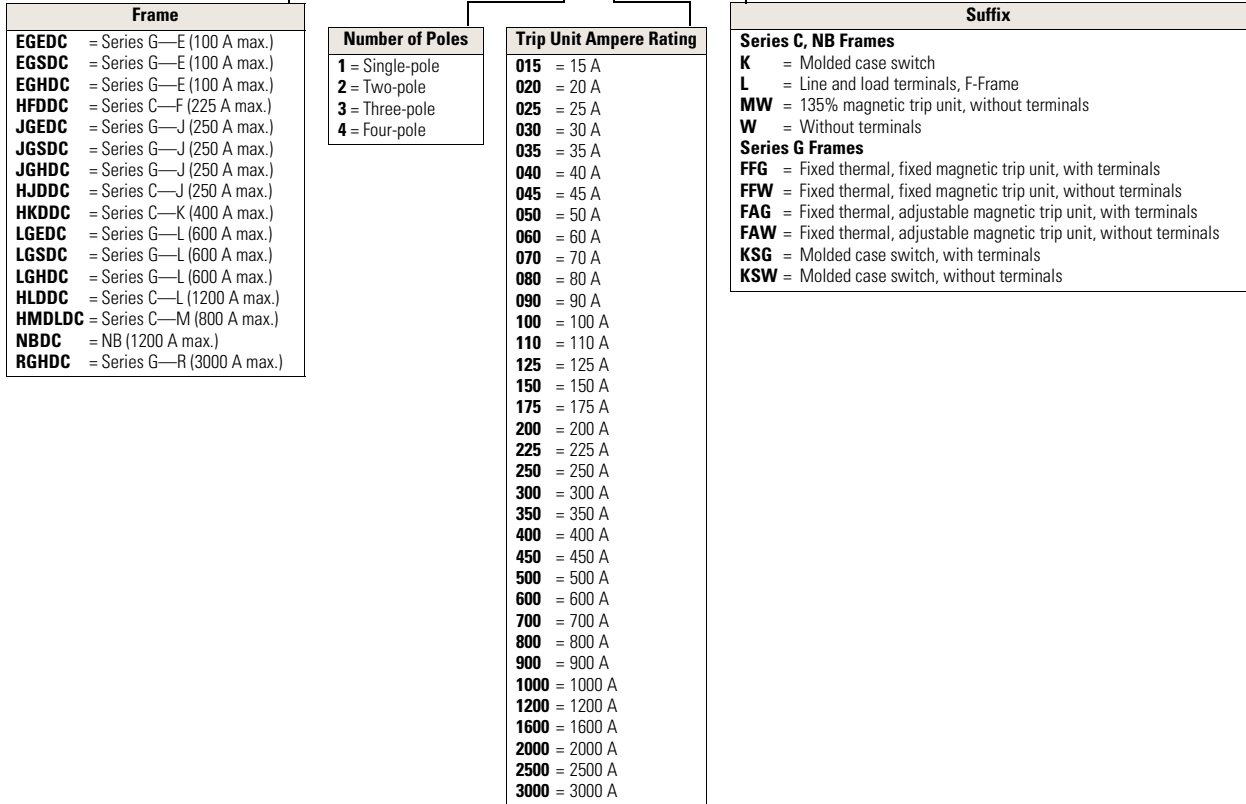 Frame
EGEDC = Series G—E (100 A max.)
EGSDC = Series G—E (100 A max.)
EGHDC = Series G—E (100 A max.)
HFDDC = Series C—F (225 A max.)
JGEDC = Series G—J (250 A max.)
JGSDC = Series G—J (250 A max.)
JGHDC = Series G—J (250 A max.)
HJDDC = Series C—J (250 A max.)
HKDDC = Series C—K (400 A max.)
LGEDC = Series G—L (600 A max.)
LGSDC = Series G—L (600 A max.)
LGHDC = Series G—L (600 A max.)
HLDDC = Series C—L (1200 A max.)
HMDLDC = Series C—M (800 A max.)
NBDC = NB (1200 A max.)
RGHDC = Series G—R (3000 A max.)
Number of Poles
1 = Single-pole
2 = Two-pole
3 = Three-pole
4 = Four-pole
Trip Unit Ampere Rating
015 = 15 A
020 = 20 A
025 = 25 A
030 = 30 A
035 = 35 A
040 = 40 A
045 = 45 A
050 = 50 A
060 = 60 A
070 = 70 A
080 = 80 A
090 = 90 A
100 = 100 A
110 = 110 A
125 = 125 A
150 = 150 A
175 = 175 A
200 = 200 A
225 = 225 A
250 = 250 A
300 = 300 A
350 = 350 A
400 = 400 A
450 = 450 A
500 = 500 A
600 = 600 A
700 = 700 A
800 = 800 A
900 = 900 A
1000 = 1000 A
1200 = 1200 A
1600 = 1600 A
2000 = 2000 A
2500 = 2500 A
3000 = 3000 A
Suffix
Series C, NB Frames
K = Molded case switch
L = Line and load terminals, F-Frame
MW = 135% magnetic trip unit, without terminals
W = Without terminals
Series G Frames
FFG = Fixed thermal, fixed magnetic trip unit, with terminals
FFW = Fixed thermal, fixed magnetic trip unit, without terminals
FAG = Fixed thermal, adjustable magnetic trip unit, with terminals
FAW = Fixed thermal, adjustable magnetic trip unit, without terminals
KSG = Molded case switch, with terminals
KSW = Molded case switch, without terminals